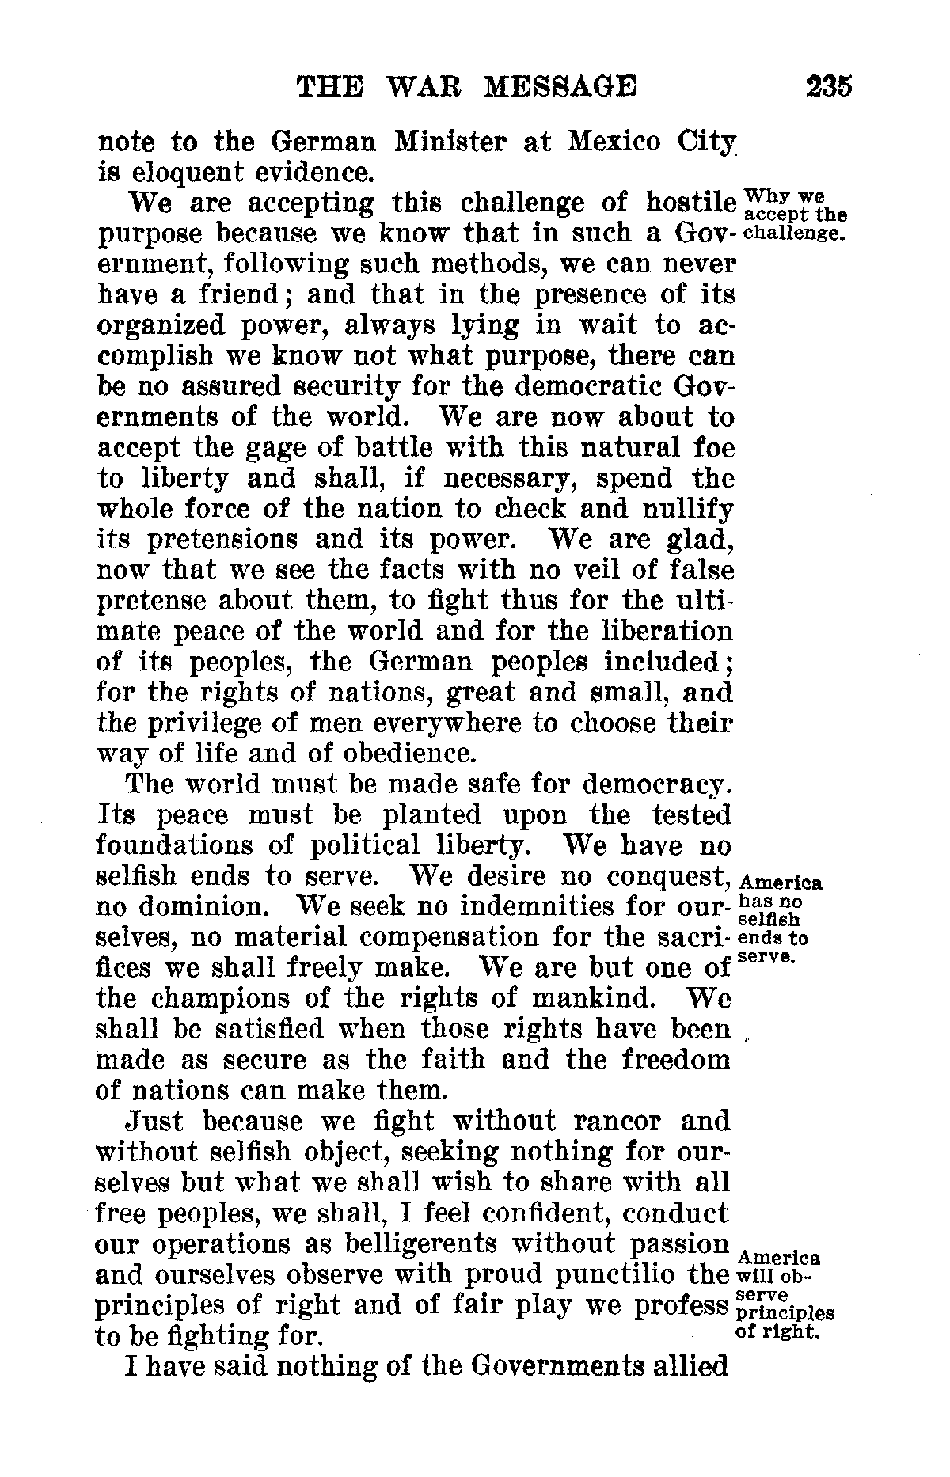 THE WAR MESSAGE 235
note to the German Minister at Mexico City
is eloquent evidence.
We are accepting this challenge of hostile
purpose because we know that in such a Gov-
ernment, following such methods, we can never
have a friend; and that in the presence of its
organized power, always lying in wait to ac-
complish we know not what purpose, there can
be no assured security for the democratic Gov-
ernments of the world. We are now about to
accept the gage of battle with this natural foe
to liberty and shall, if necessary, spend the
whole force of the nation to check and nullify
its pretensions and its power. We are glad,
now that we see the facts with no veil of false
pretense about them, to fight thus for the ulti-
mate peace of the world and for the liberation
of its peoples, the German peoples included;
for the rights of nations, great and small, and
the privilege of men everywhere to choose their
way of life and of obedience.
Why we
accept the
challenge.
The world must be made safe for democracy.
Its peace must be planted upon the tested
foundations of political liberty. We have no
selfish ends to serve. We desire no conquest,
no dominion. We seek no indemnities for our-
selves, no material compensation for the sacri-
fices we shall freely make. We are but one of
the champions of the rights of mankind. We
shall be satisfied when those rights have been
made as secure as the faith and the freedom
of nations can make them.
America
has no
selfish
ends to
serve.
Just because we fight without rancor and
without selfish object, seeking nothing for our-
selves but what we shall wish to share with all
free peoples, we shall, I feel confident, conduct
our operations as belligerents without passion
and ourselves observe with proud punctilio the
principles of right and of fair play we profess
to be fighting for.
America
will ob-
serve
principles
of right.
I have said nothing of the Governments allied